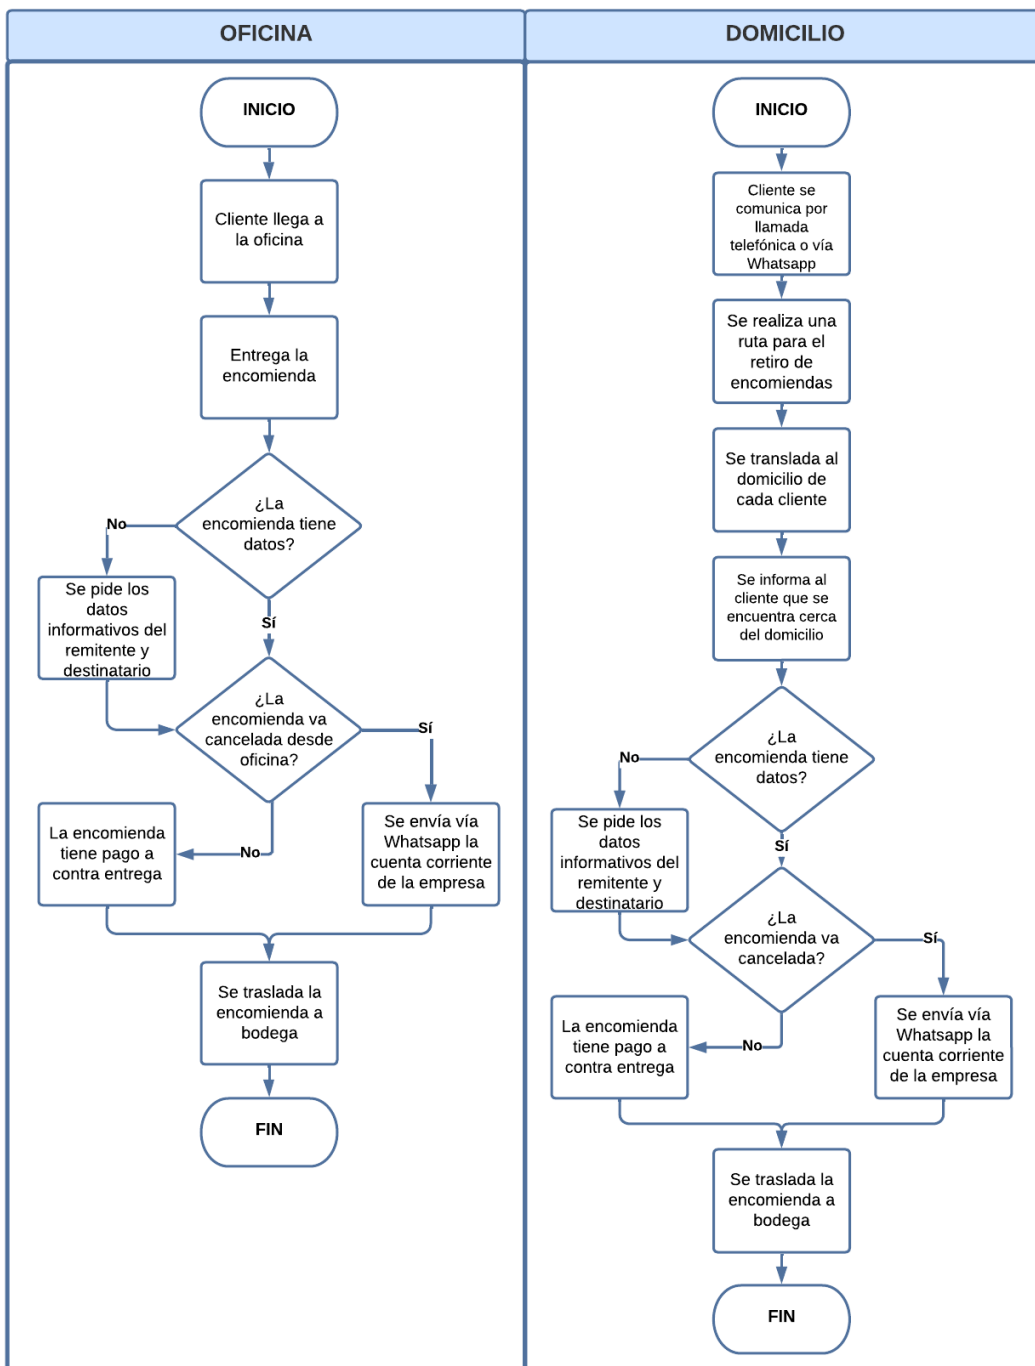 OFICINA
INICIO
Cliente llega a
la oficina
Entrega la
encomienda
¿La
encomienda tiene
datos?
No
Se pide los
datos
informativos del
remitente y
destinatario
Sí
¿La
encomienda va
cancelada desde
oficina?
Sí
La encomienda
tiene pago a
contra entrega
No
Se envía vía
Whatsapp la
cuenta corriente
de la empresa
Se traslada la
encomienda a
bodega
FIN
DOMICILIO
INICIO
Cliente se
comunica por
llamada
telefónica o vía
Whatsapp
Se realiza una
ruta para el
retiro de
encomiendas
Se translada al
domicilio de
cada cliente
Se informa al
cliente que se
encuentra cerca
del domicilio
¿La
encomienda tiene
datos?
No
Se pide los
datos
informativos del
remitente y
destinatario
Sí
¿La
encomienda va
cancelada?
Sí
La encomienda
tiene pago a
contra entrega
No
Se envía vía
Whatsapp la
cuenta corriente
de la empresa
Se traslada la
encomienda a
bodega
FIN